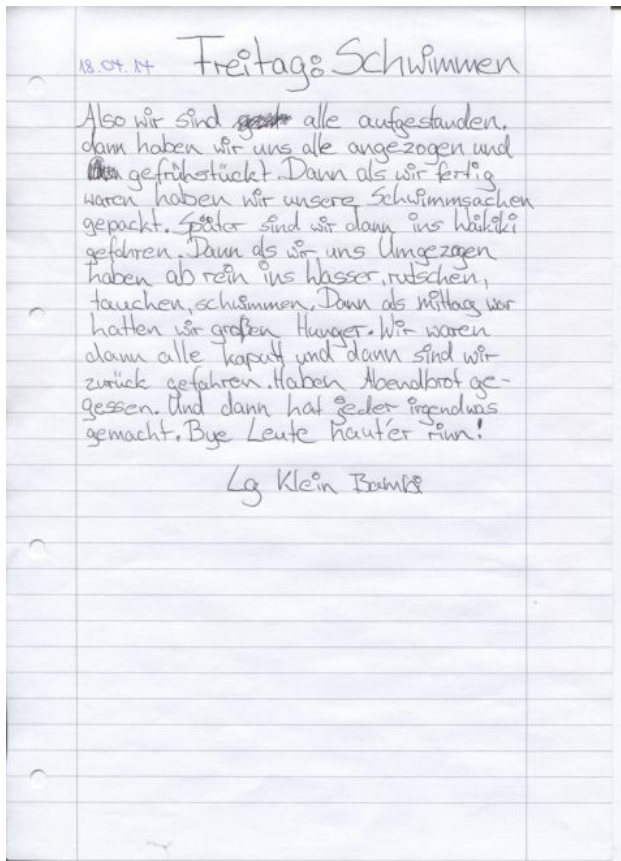 18.04.14 Freitag: Schwimmen
Also wir sind alle aufgestanden.
dann haben wir uns alle angezogen und
gefrühstückt. Dann als wir fertig
waren haben wir unsere Schwimmsachen
gepackt. Später sind wir dann ins Waikiki
gefahren. Dann als wir uns Umgezogen
haben ab rein ins Wasser, rutschen,
tauchen, schwimmen. Dann als mittag war
hatten wir großen Hunger. Wir waren
dann alle kaputt und dann sind wir
zurück gefahren. Haben Abendbrot ge-
gessen. Und dann hat jeder irgendwas
gemacht. Bye Leute haut'er rinn!
Lg Klein Bambi